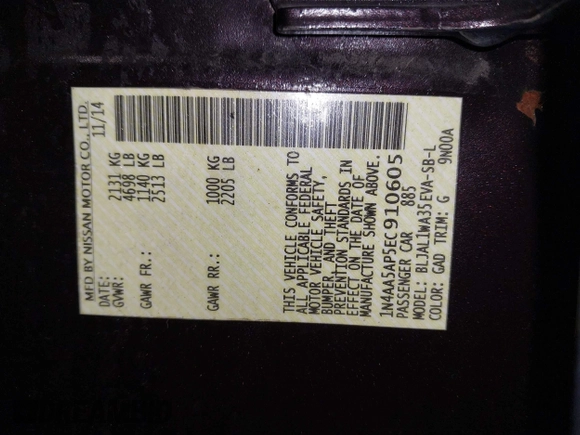 MFD BY NISSAN MOTOR CO., LTD.
DATE: 11/14
GVWR: 2131 KG
4698 LB
GAWR FR.: 1140 KG
2513 LB
GAWR RR.: 1000 KG
2205 LB
THIS VEHICLE CONFORMS TO
ALL APPLICABLE FEDERAL
MOTOR VEHICLE SAFETY,
BUMPER, AND THEFT
PREVENTION STANDARDS IN
EFFECT ON THE DATE OF
MANUFACTURE SHOWN ABOVE.
1N4AA5AP5EC910605
PASSENGER CAR 885
MODEL: BLJALIWA35EVA-SB-L
COLOR: GAD TRIM: G 9N00A